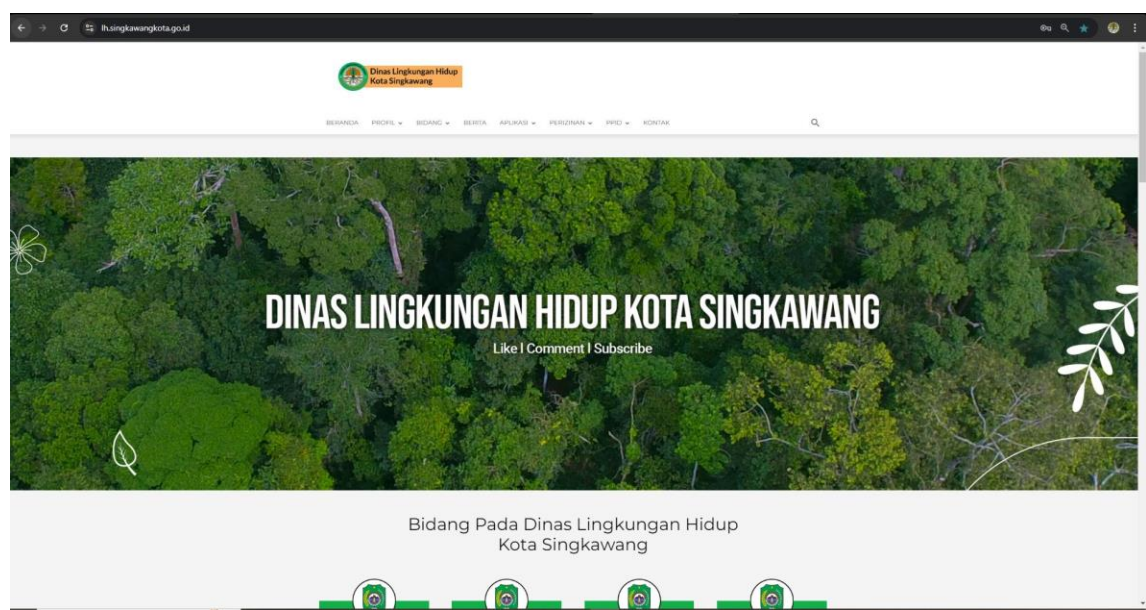 lh.singkawangkota.go.id
Dinas Lingkungan Hidup
Kota Singkawang
BERANDA PROFIL BIDANG BERITA APLIKASI PERIZINAN PPID KONTAK
DINAS LINGKUNGAN HIDUP KOTA SINGKAWANG
Like I Comment I Subscribe
Bidang Pada Dinas Lingkungan Hidup
Kota Singkawang